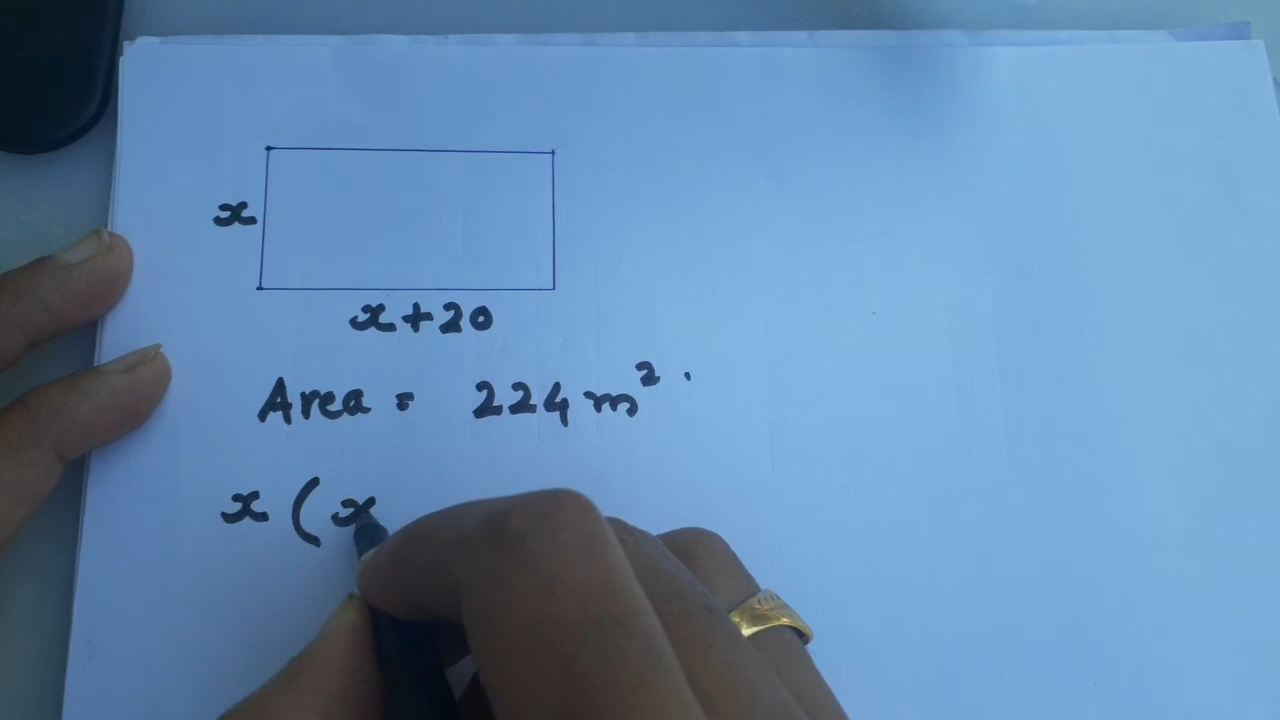 x
x+20
Area = 224 m².
x (x